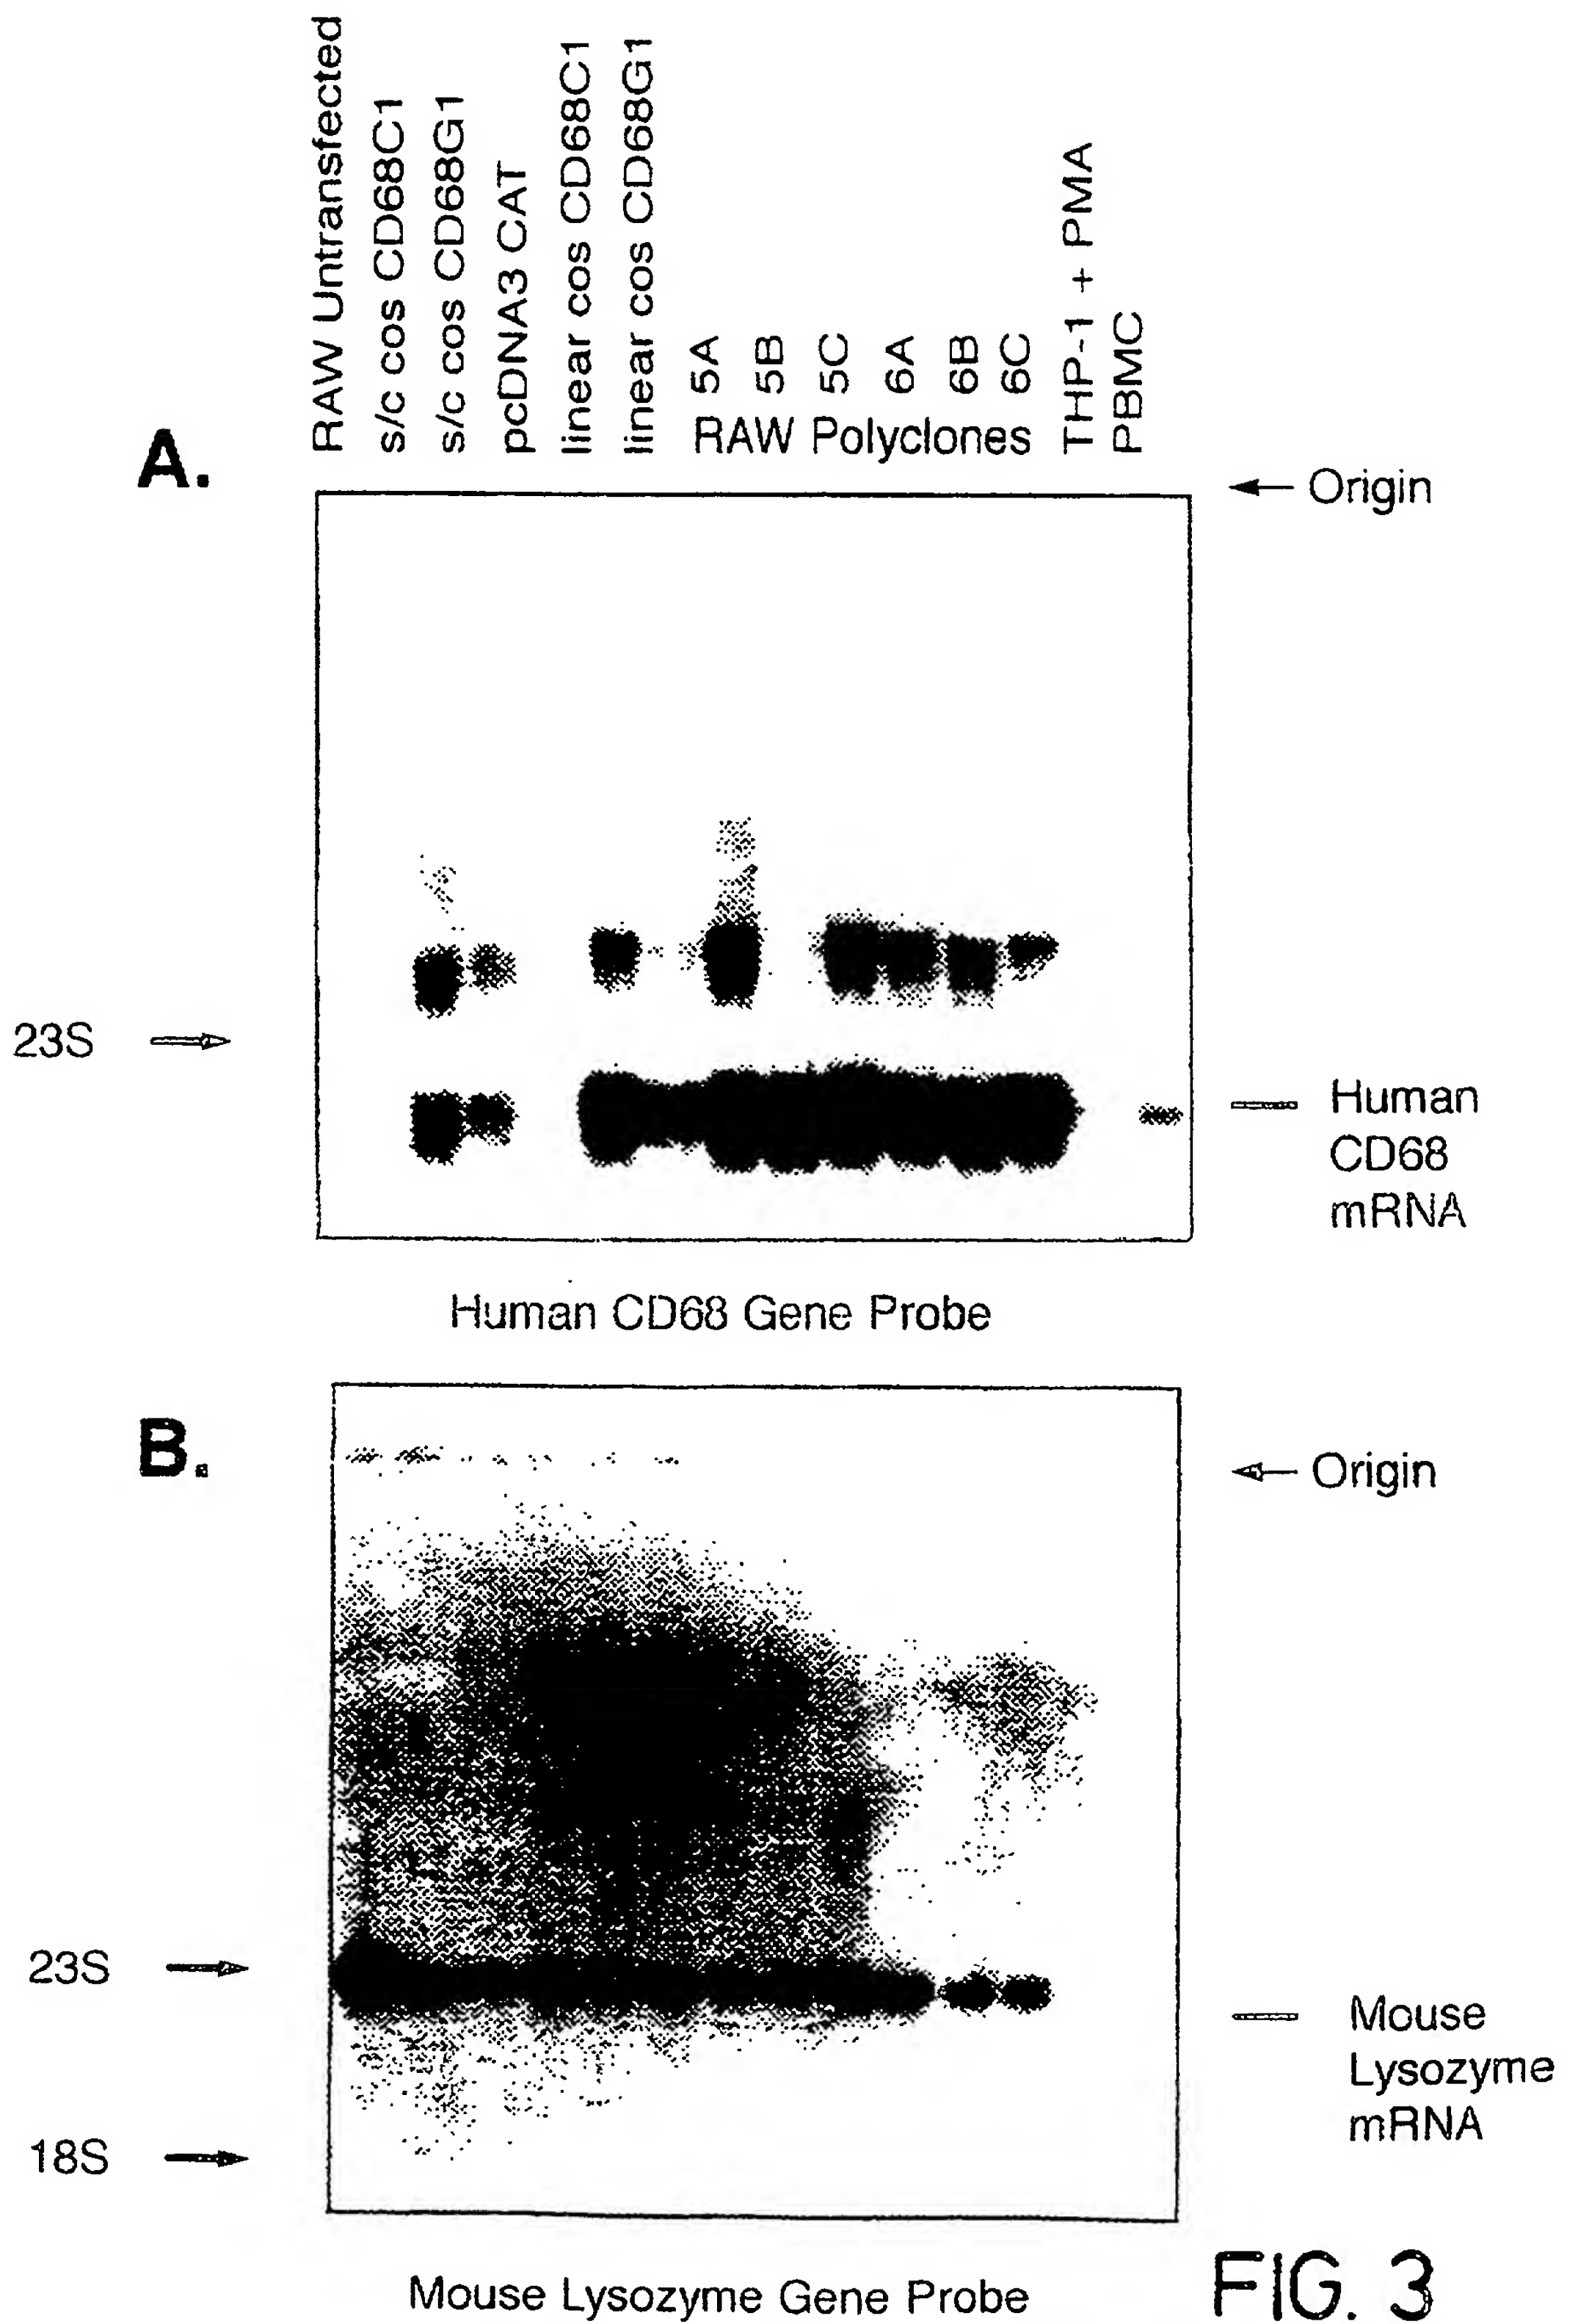 RAW Untransfected
s/c cos CD68C1
s/c cos CD68G1
pcDNA3 CAT
linear cos CD68C1
linear cos CD68G1
5A
5B
5C
6A
6B
6C
RAW Polyclones
THP-1 + PMA
PBMC
A.
Origin
23S
Human
CD68
mRNA
Human CD68 Gene Probe
B.
Origin
23S
Mouse
Lysozyme
mRNA
18S
Mouse Lysozyme Gene Probe
FIG. 3